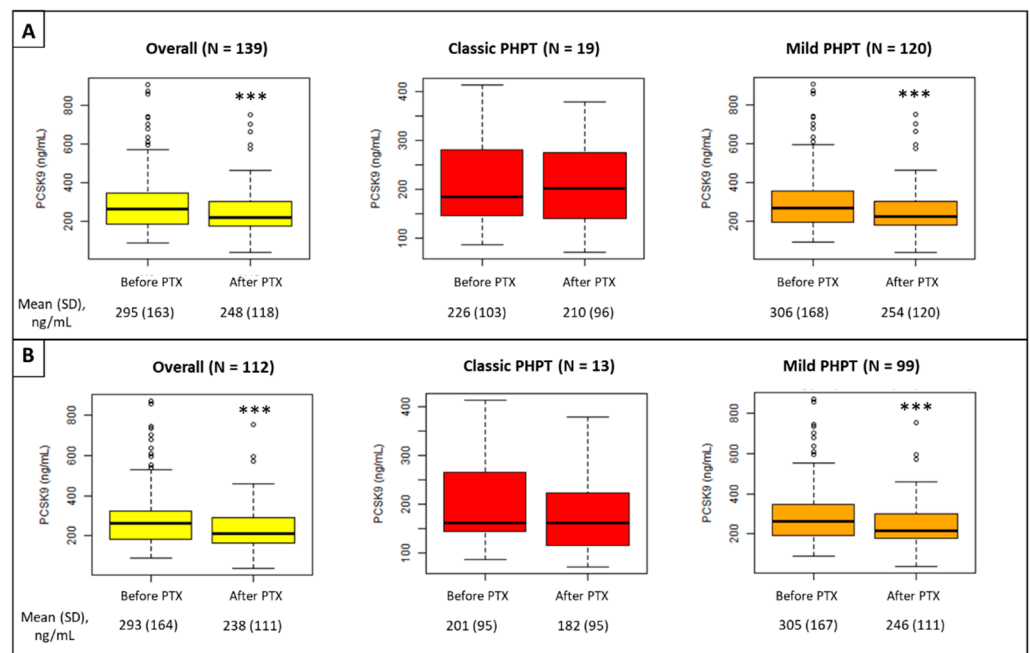 A
Overall (N = 139)
Classic PHPT (N = 19)
Mild PHPT (N = 120)
PCSK9 (ng/mL)
800
600
400
200
***
PCSK9 (ng/mL)
400
300
200
100
PCSK9 (ng/mL)
800
600
400
200
***
Before PTX After PTX
Before PTX After PTX
Before PTX After PTX
Mean (SD),
ng/mL
295 (163) 248 (118)
226 (103) 210 (96)
306 (168) 254 (120)
B
Overall (N = 112)
Classic PHPT (N = 13)
Mild PHPT (N = 99)
PCSK9 (ng/mL)
800
600
400
200
***
PCSK9 (ng/mL)
400
300
200
100
PCSK9 (ng/mL)
800
600
400
200
***
Before PTX After PTX
Before PTX After PTX
Before PTX After PTX
Mean (SD),
ng/mL
293 (164) 238 (111)
201 (95) 182 (95)
305 (167) 246 (111)